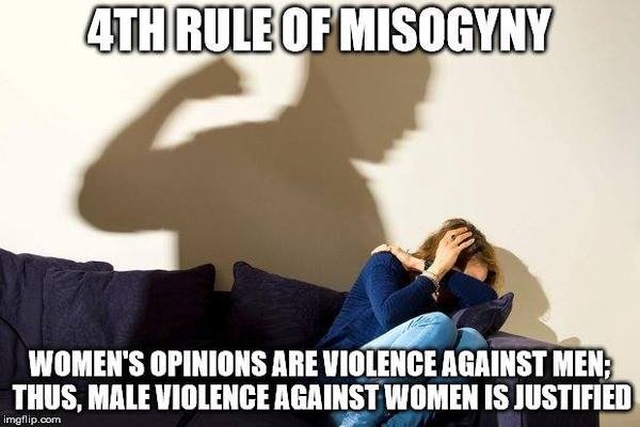 4TH RULE OF MISOGYNY
WOMEN'S OPINIONS ARE VIOLENCE AGAINST MEN;
THUS, MALE VIOLENCE AGAINST WOMEN IS JUSTIFIED
imgflip.com